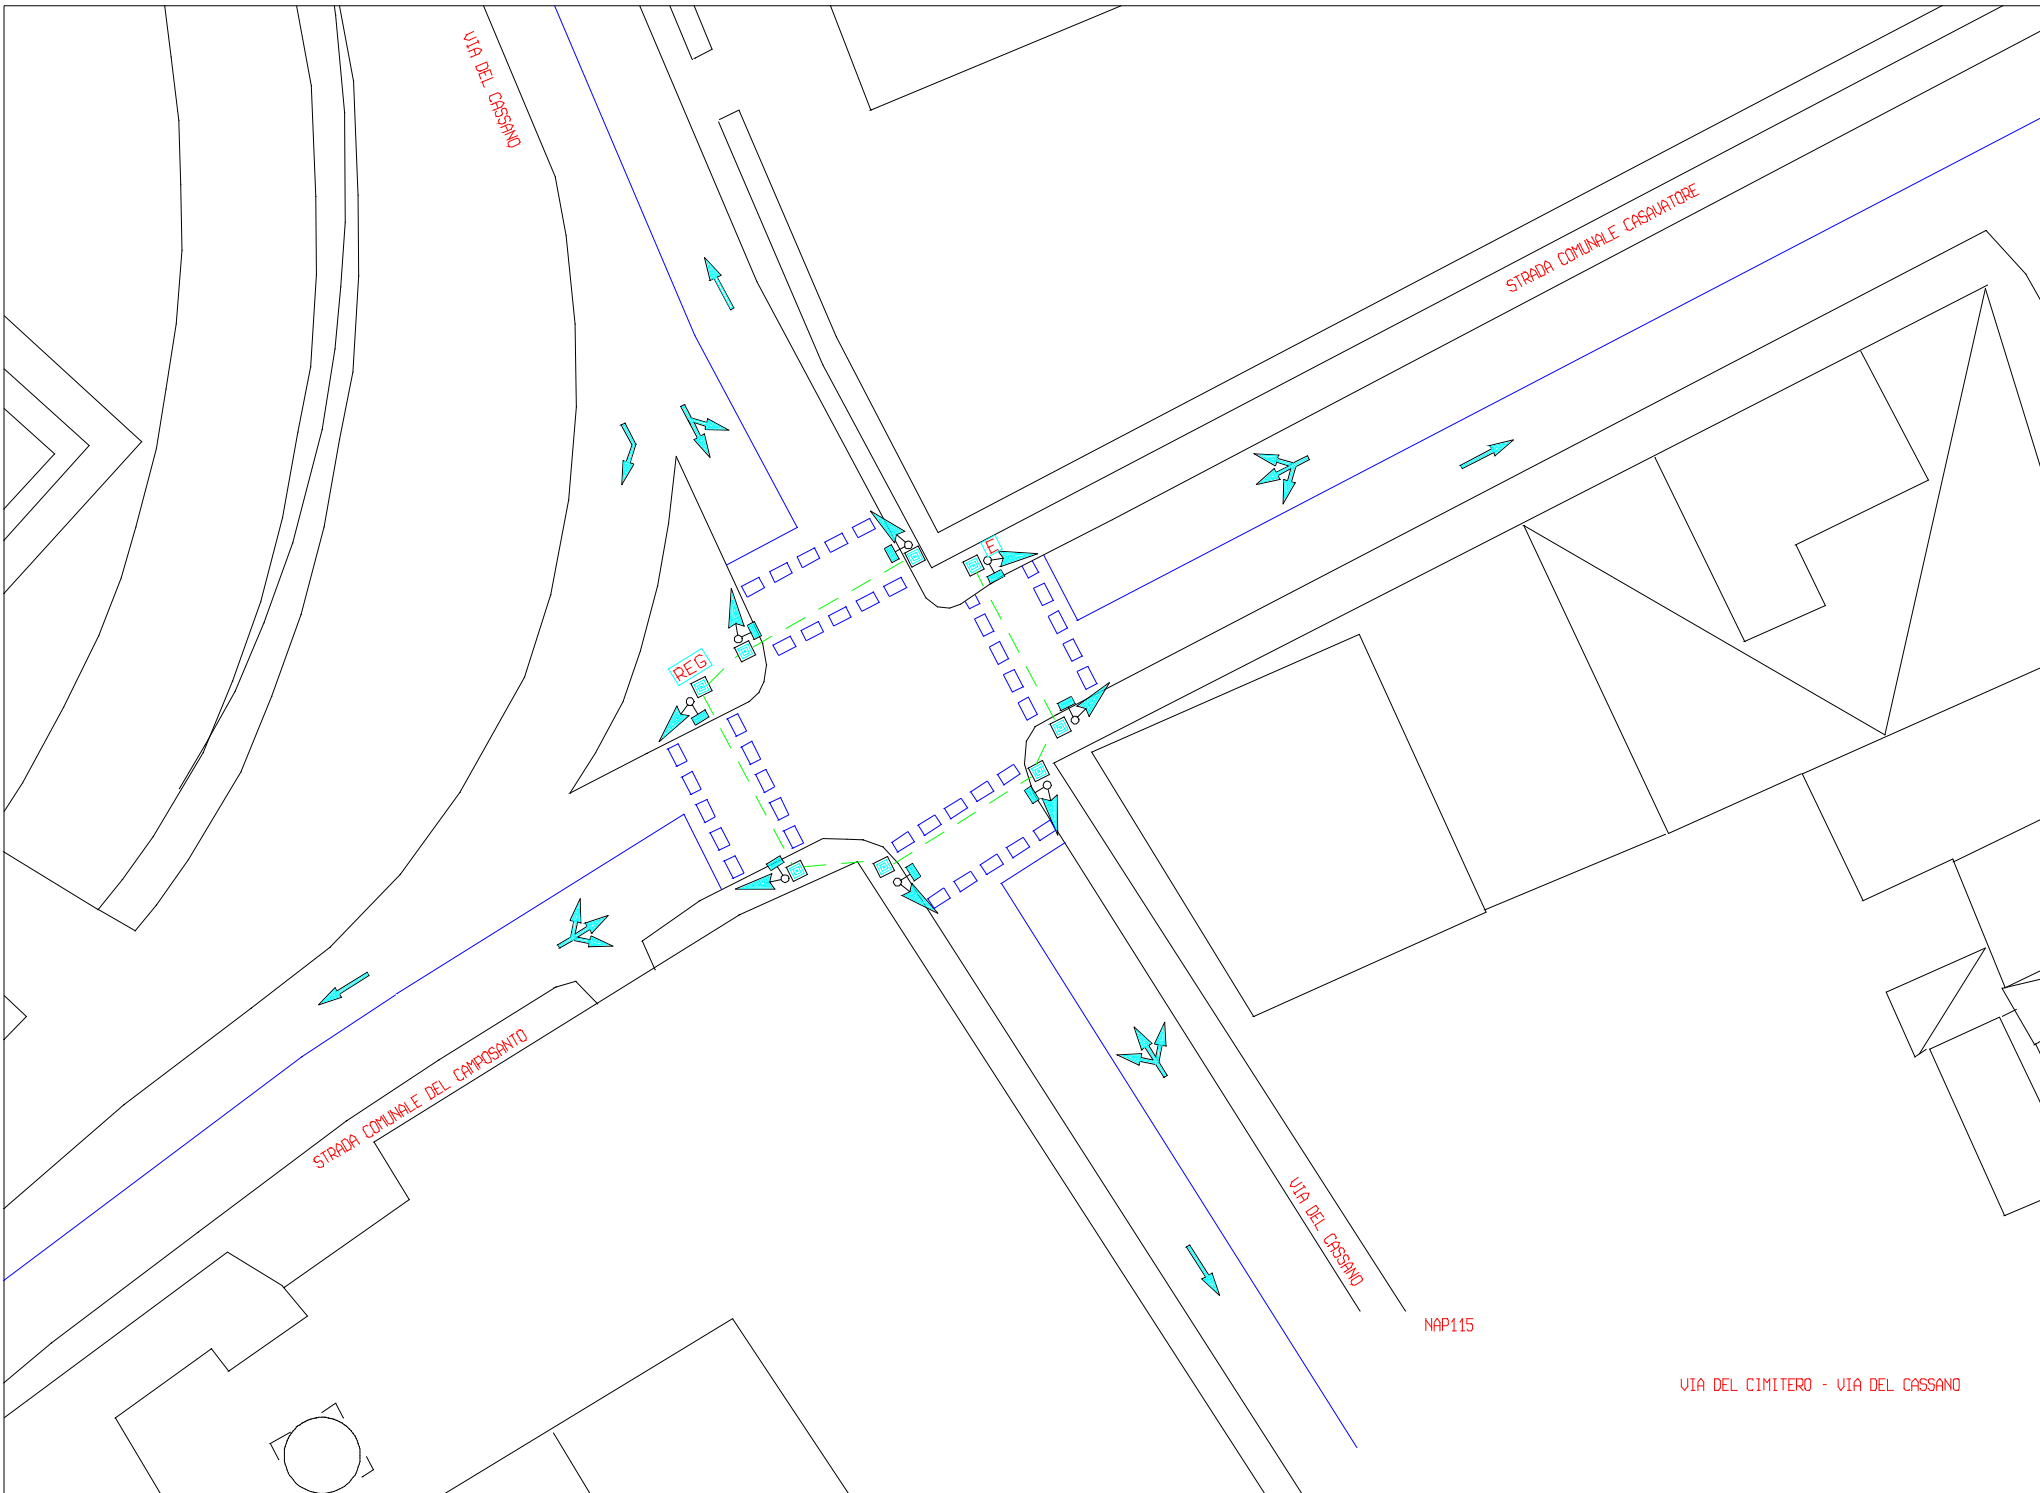 VIA DEL CASSANO
STRADA COMUNALE CASAVATORE
E
REG
STRADA COMUNALE DEL CAMPOSANTO
VIA DEL CASSANO
NAP115
VIA DEL CIMITERO - VIA DEL CASSANO